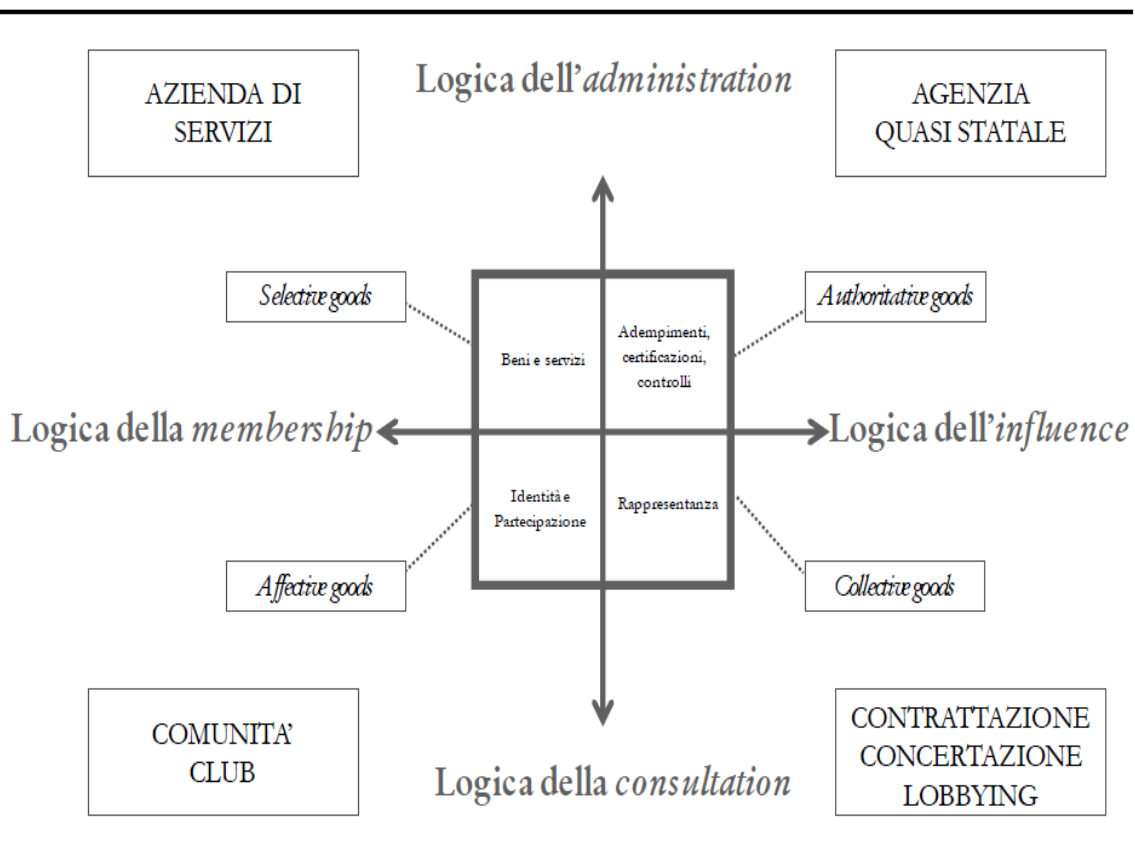 AZIENDA DI
SERVIZI
Logica dell'administration
AGENZIA
QUASI STATALE
Selective goods
Authoritative goods
Beni e servizi
Adempimenti,
certificazioni,
controlli
Logica della membership
Logica dell'influence
Identità e
Partecipazione
Rappresentanza
Affective goods
Collective goods
COMUNITA'
CLUB
Logica della consultation
CONTRATTAZIONE
CONCERTAZIONE
LOBBYING